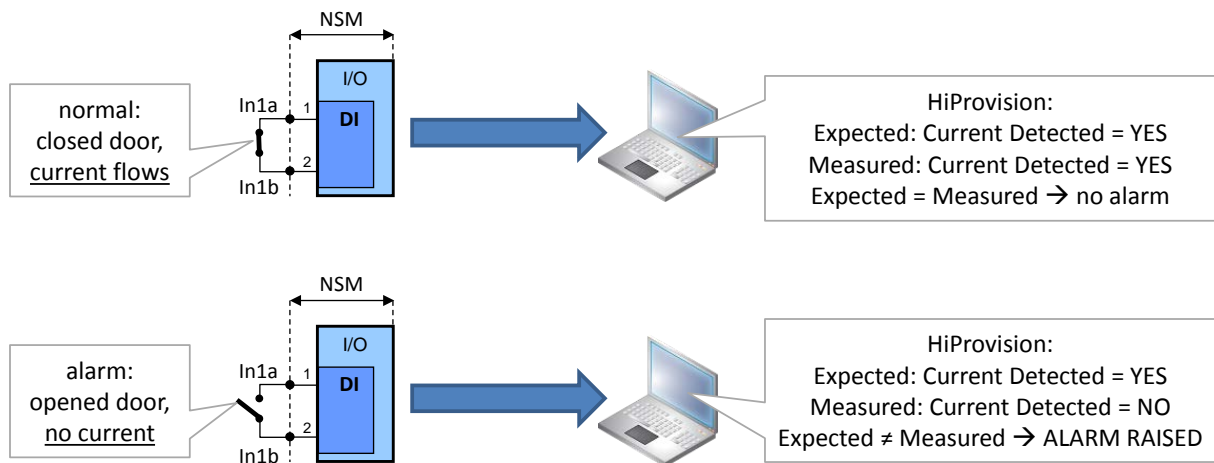 NSM
I/O
DI
In1a
1
2
In1b
normal:
closed door,
current flows
HiProvision:
Expected: Current Detected = YES
Measured: Current Detected = YES
Expected = Measured → no alarm
NSM
I/O
DI
In1a
1
2
In1b
alarm:
opened door,
no current
HiProvision:
Expected: Current Detected = YES
Measured: Current Detected = NO
Expected ≠ Measured → ALARM RAISED